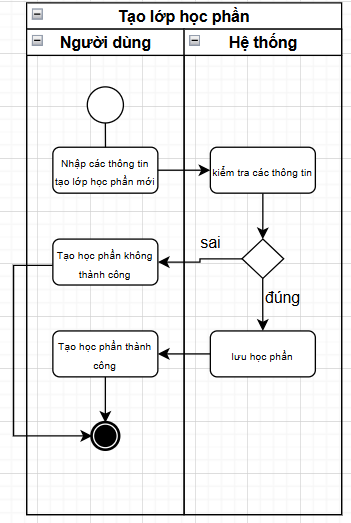 Tạo lớp học phần
Người dùng
Hệ thống
Nhập các thông tin
tạo lớp học phần mới
kiểm tra các thông tin
sai
Tạo học phần không
thành công
đúng
Tạo học phần thành
công
lưu học phần